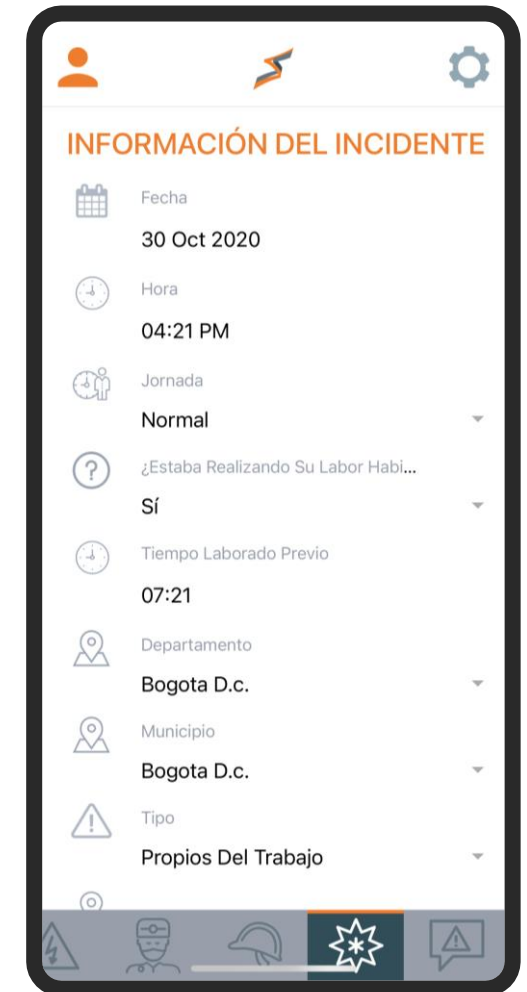 INFORMACIÓN DEL INCIDENTE
Fecha
30 Oct 2020
Hora
04:21 PM
Jornada
Normal
¿Estaba Realizando Su Labor Habi...
Sí
Tiempo Laborado Previo
07:21
Departamento
Bogota D.c.
Municipio
Bogota D.c.
Tipo
Propios Del Trabajo